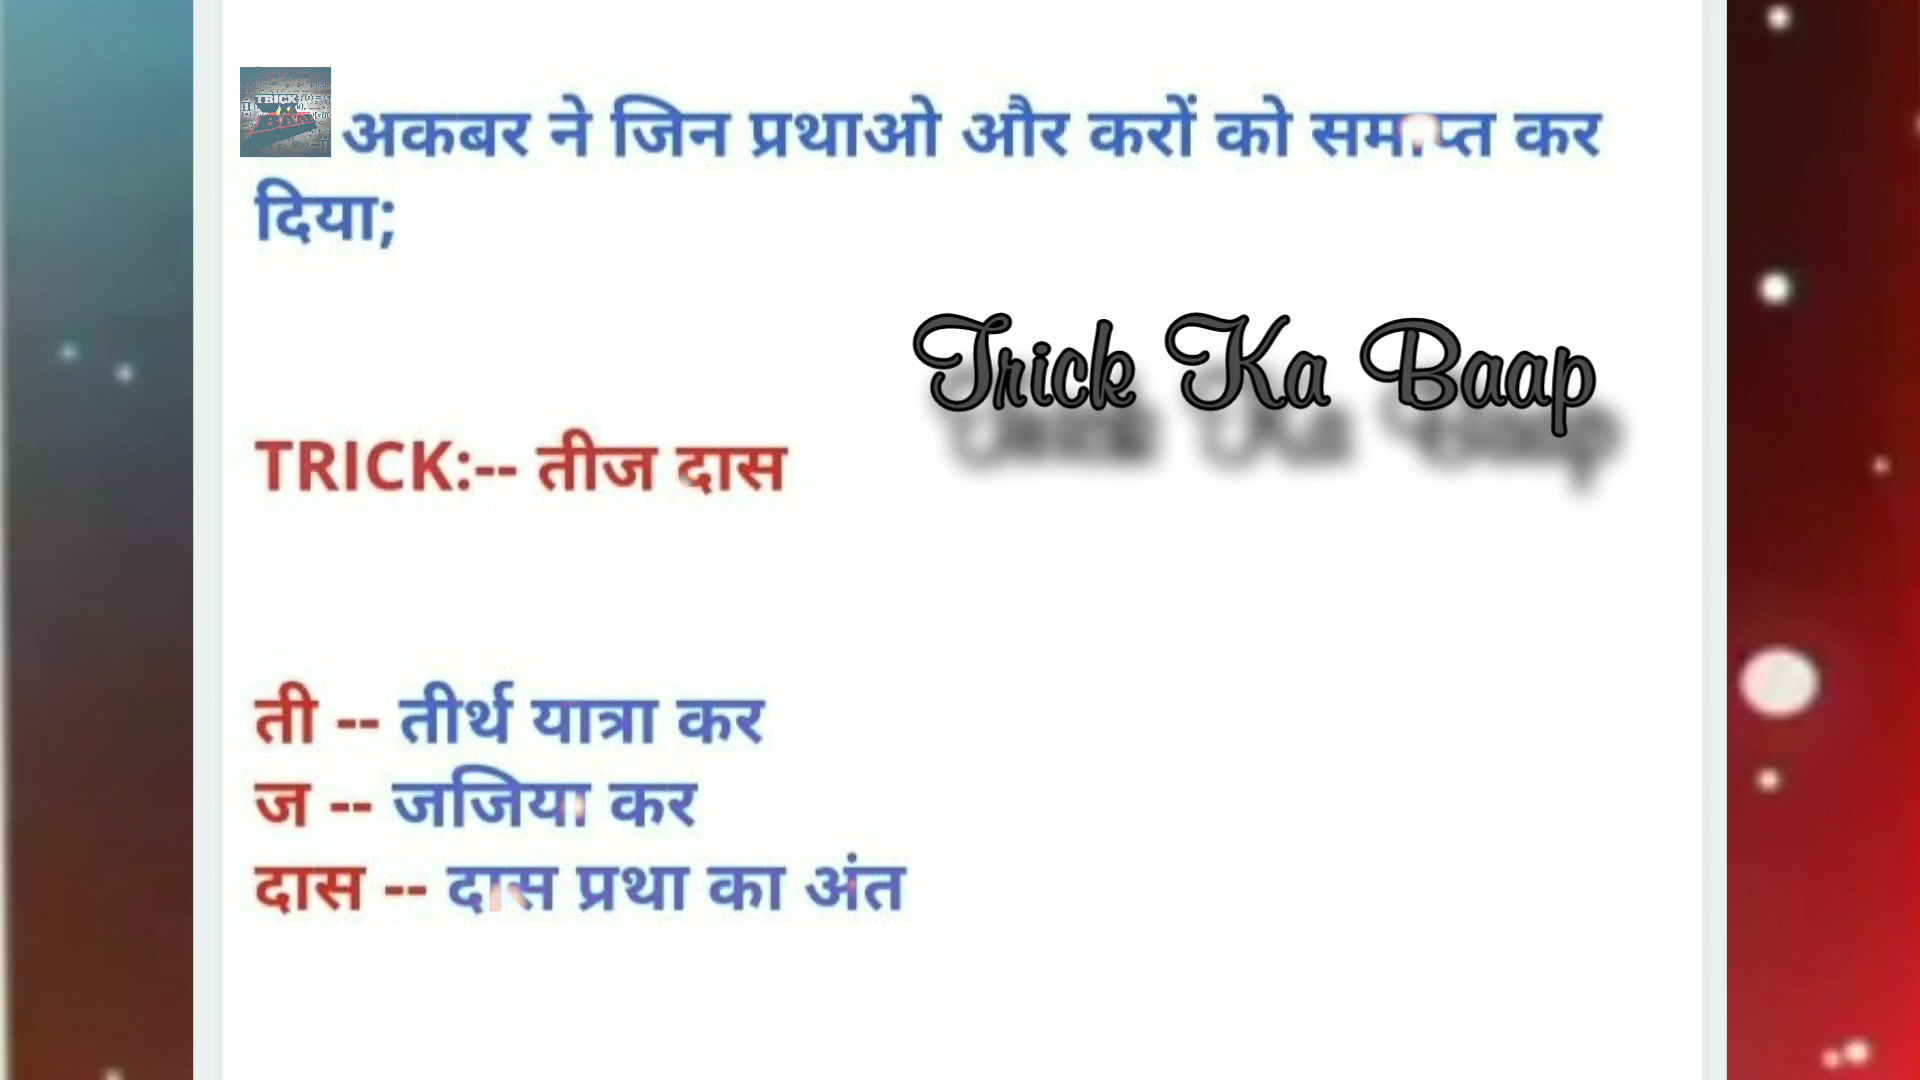 अकबर ने जिन प्रथाओ और करों को समाप्त कर
दिया;
Trick Ka Baap
TRICK:-- तीज दास
ती -- तीर्थ यात्रा कर
ज -- जजिया कर
दास -- दास प्रथा का अंत